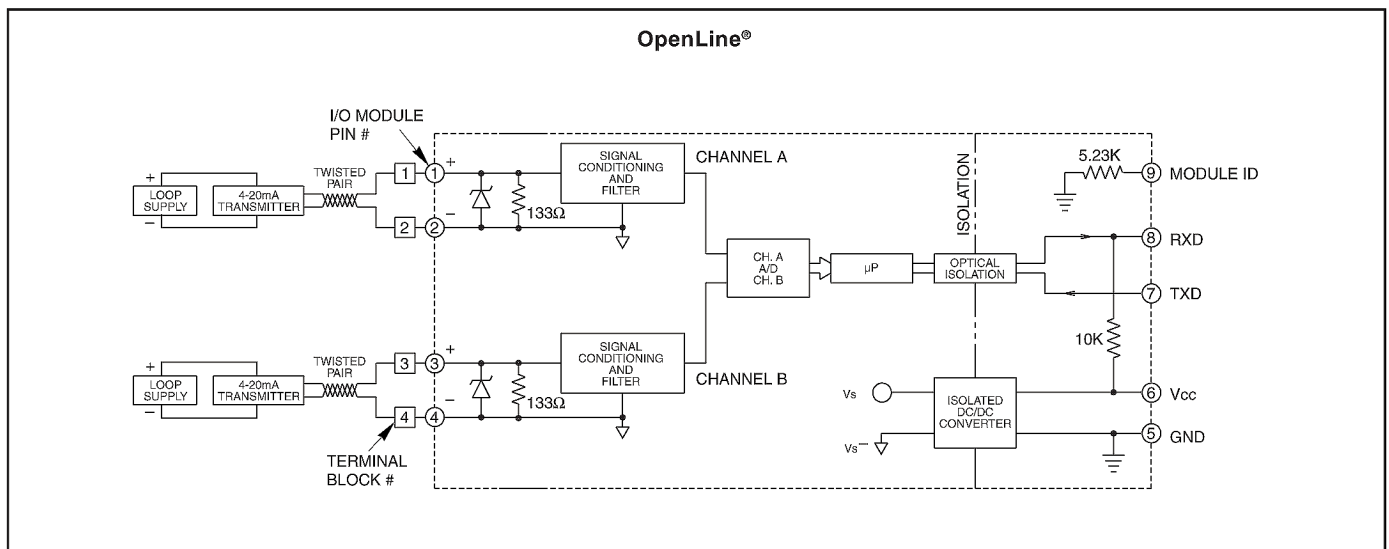 OpenLine®
I/O MODULE
PIN #
TWISTED
PAIR
+
LOOP
SUPPLY
−
4-20mA
TRANSMITTER
1
1
+
2
2
−
133Ω
SIGNAL
CONDITIONING
AND
FILTER
CHANNEL A
CH. A
A/D
CH. B
µP
OPTICAL
ISOLATION
ISOLATION
5.23K
9
MODULE ID
8
RXD
7
TXD
10K
TWISTED
PAIR
+
LOOP
SUPPLY
−
4-20mA
TRANSMITTER
3
3
+
4
4
−
133Ω
SIGNAL
CONDITIONING
AND
FILTER
CHANNEL B
TERMINAL
BLOCK #
Vs
Vs−
ISOLATED
DC/DC
CONVERTER
6
Vcc
5
GND